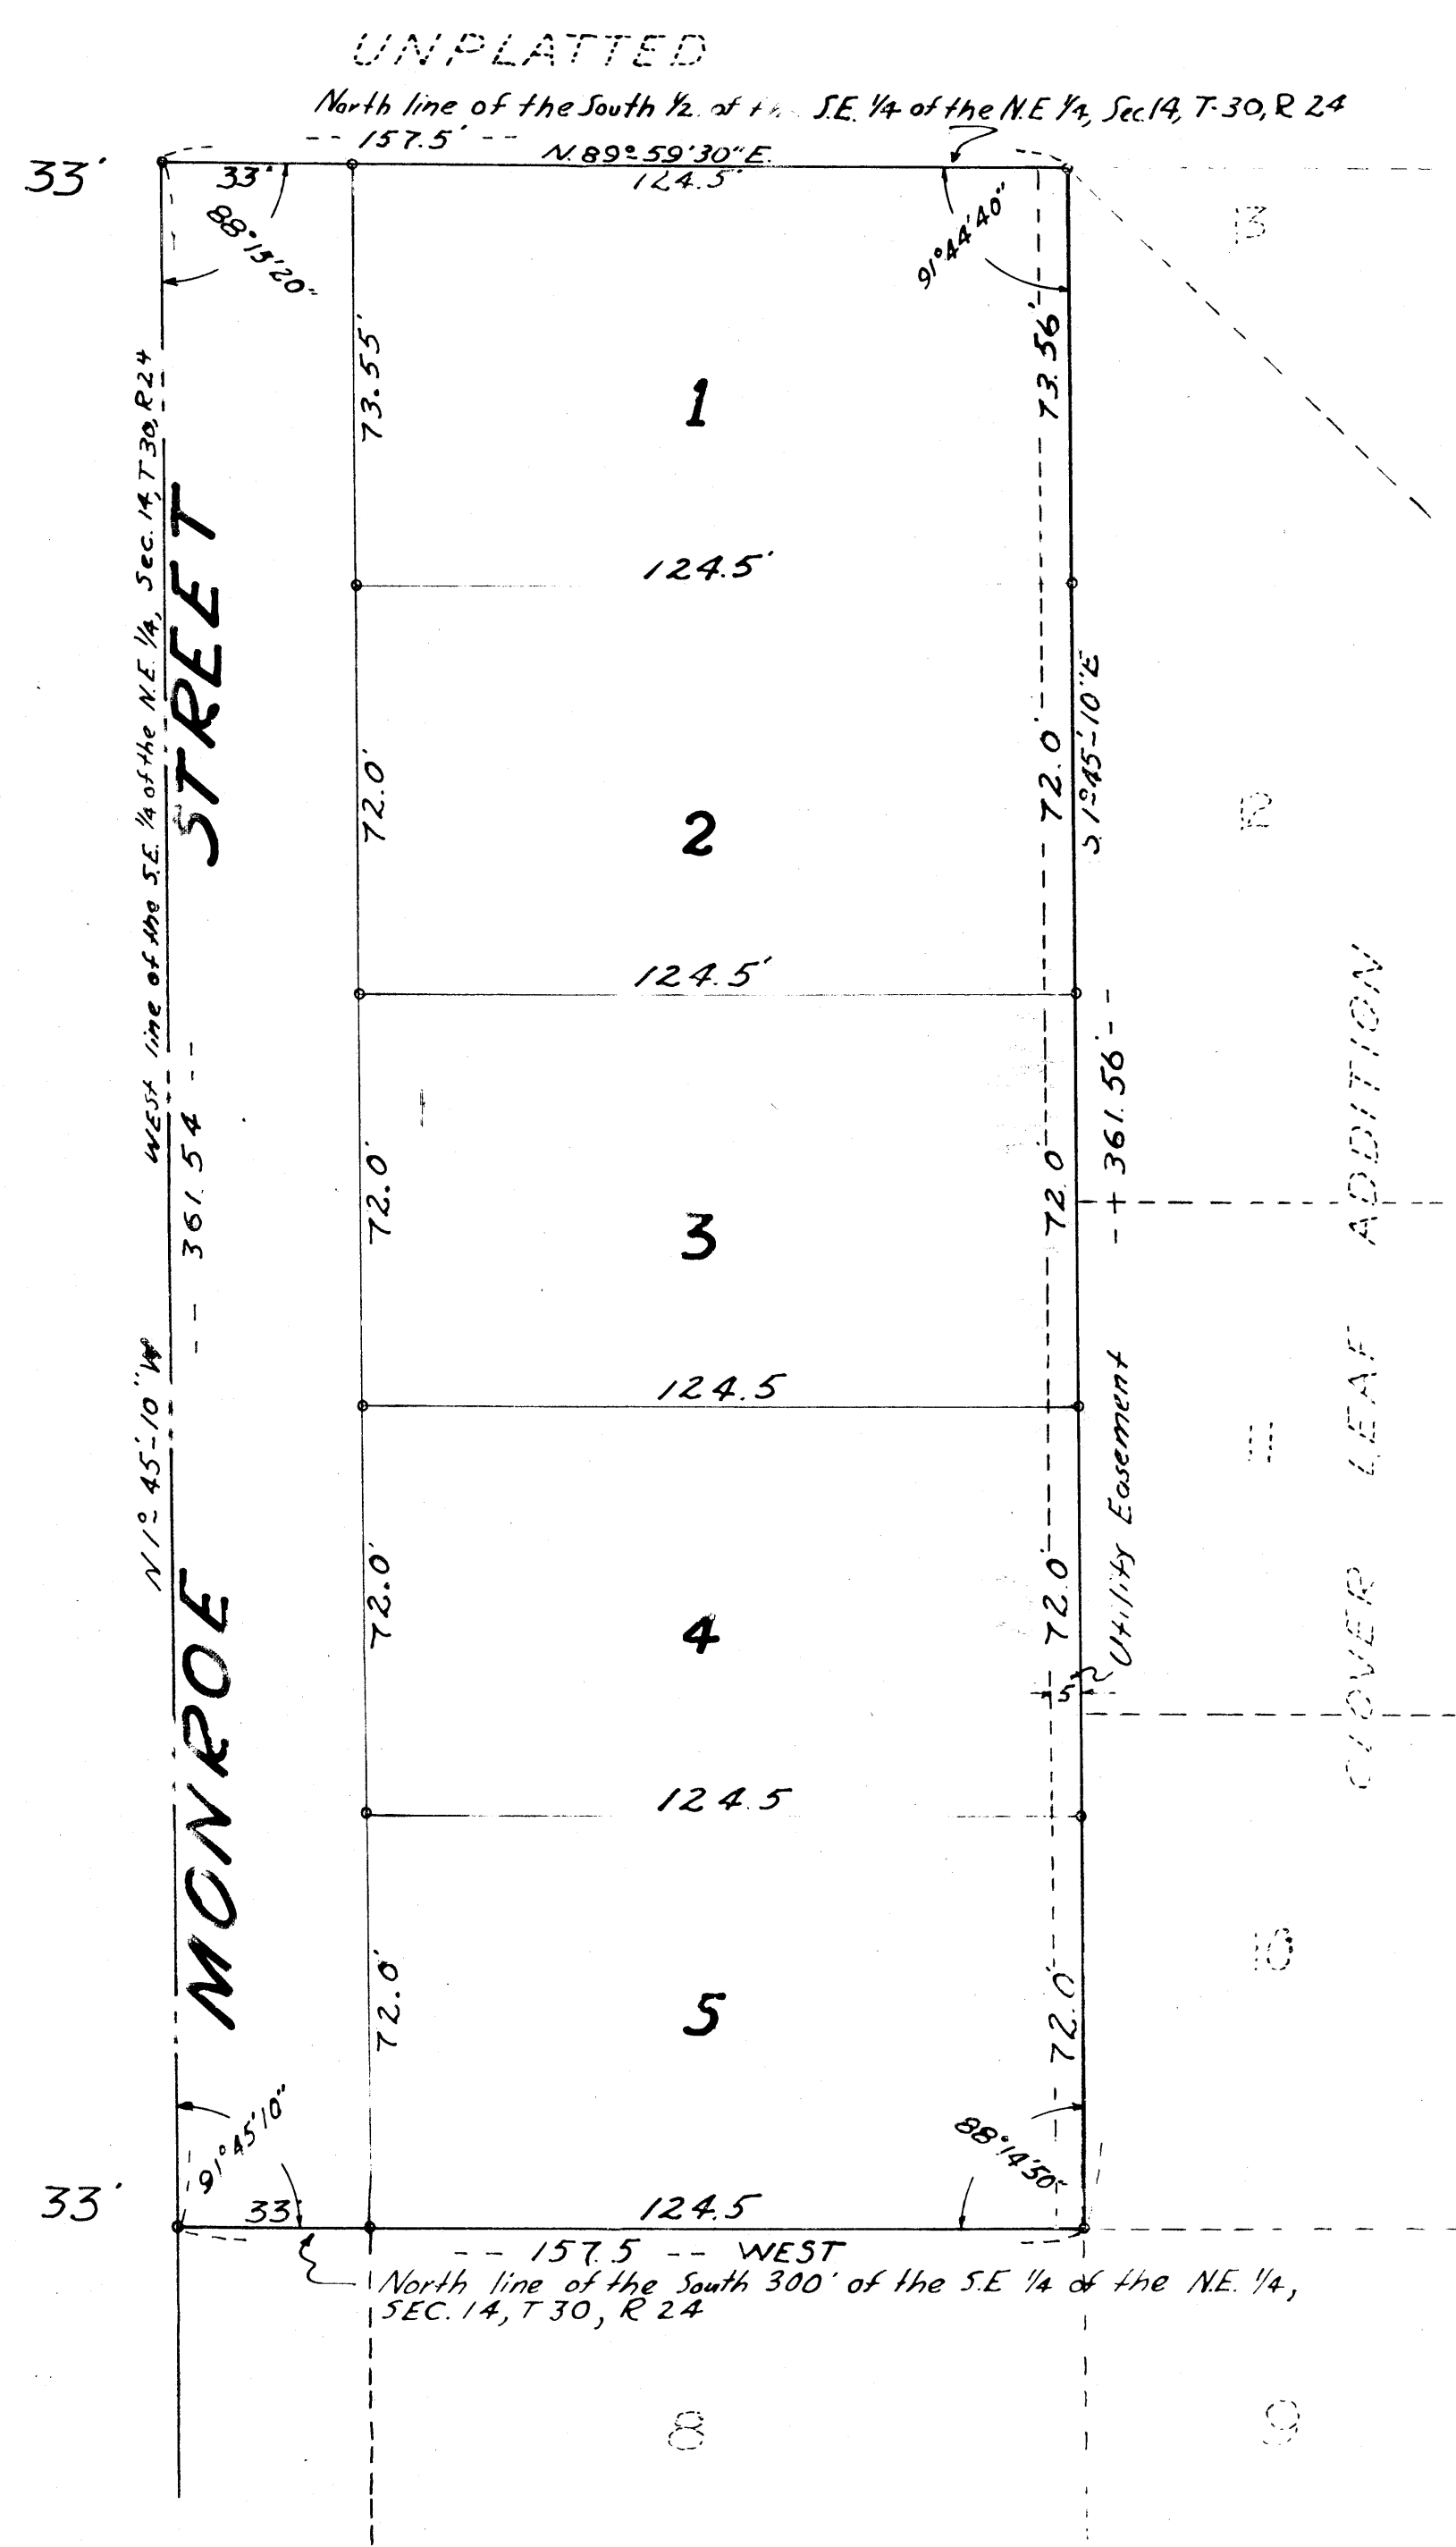 UNPLATTED
North line of the South 1/2 of S.E. 1/4 of the N.E 1/4, Sec.14, T-30, R 24
-- 157.5' --
N. 89°59'30"E.
33'
33'
124.5'
88°15'20"
91°44'40"
13
73.55'
73.56'
1
124.5'
WEST line of the S.E. 1/4 of the N.E. 1/4, Sec. 14, T 30, R 24
MONROE STREET
72.0'
2
72.0'
S. 1°-45'-10"E
12
124.5'
-- 361.54 --
72.0'
3
72.0'
-- 361.56' --
CLOVER LEAF ADDITION
124.5
N 1°-45'-10"W
72.0'
4
72.0'
Utility Easement
5'
11
124.5
72.0'
5
72.0'
10
91°45'10"
88°14'50"
33'
33'
124.5
-- 157.5 -- WEST
North line of the South 300' of the S.E 1/4 of the N.E. 1/4,
SEC. 14, T 30, R 24
8
9